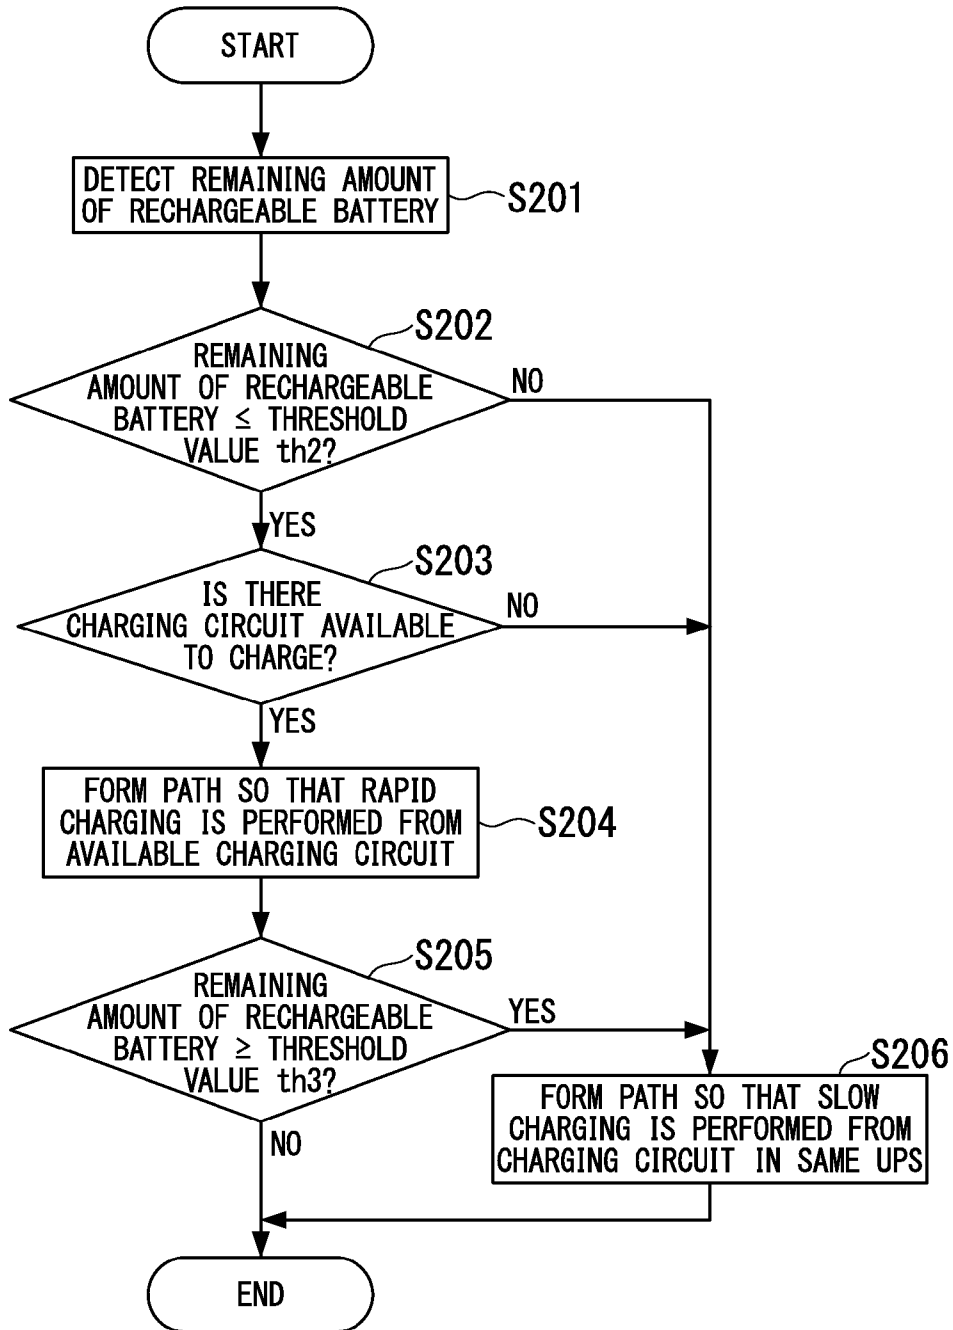 START
DETECT REMAINING AMOUNT
OF RECHARGEABLE BATTERY
S201
S202
REMAINING
AMOUNT OF RECHARGEABLE
BATTERY ≤ THRESHOLD
VALUE th2?
NO
YES
S203
IS THERE
CHARGING CIRCUIT AVAILABLE
TO CHARGE?
NO
YES
FORM PATH SO THAT RAPID
CHARGING IS PERFORMED FROM
AVAILABLE CHARGING CIRCUIT
S204
S205
REMAINING
AMOUNT OF RECHARGEABLE
BATTERY ≥ THRESHOLD
VALUE th3?
YES
NO
S206
FORM PATH SO THAT SLOW
CHARGING IS PERFORMED FROM
CHARGING CIRCUIT IN SAME UPS
END